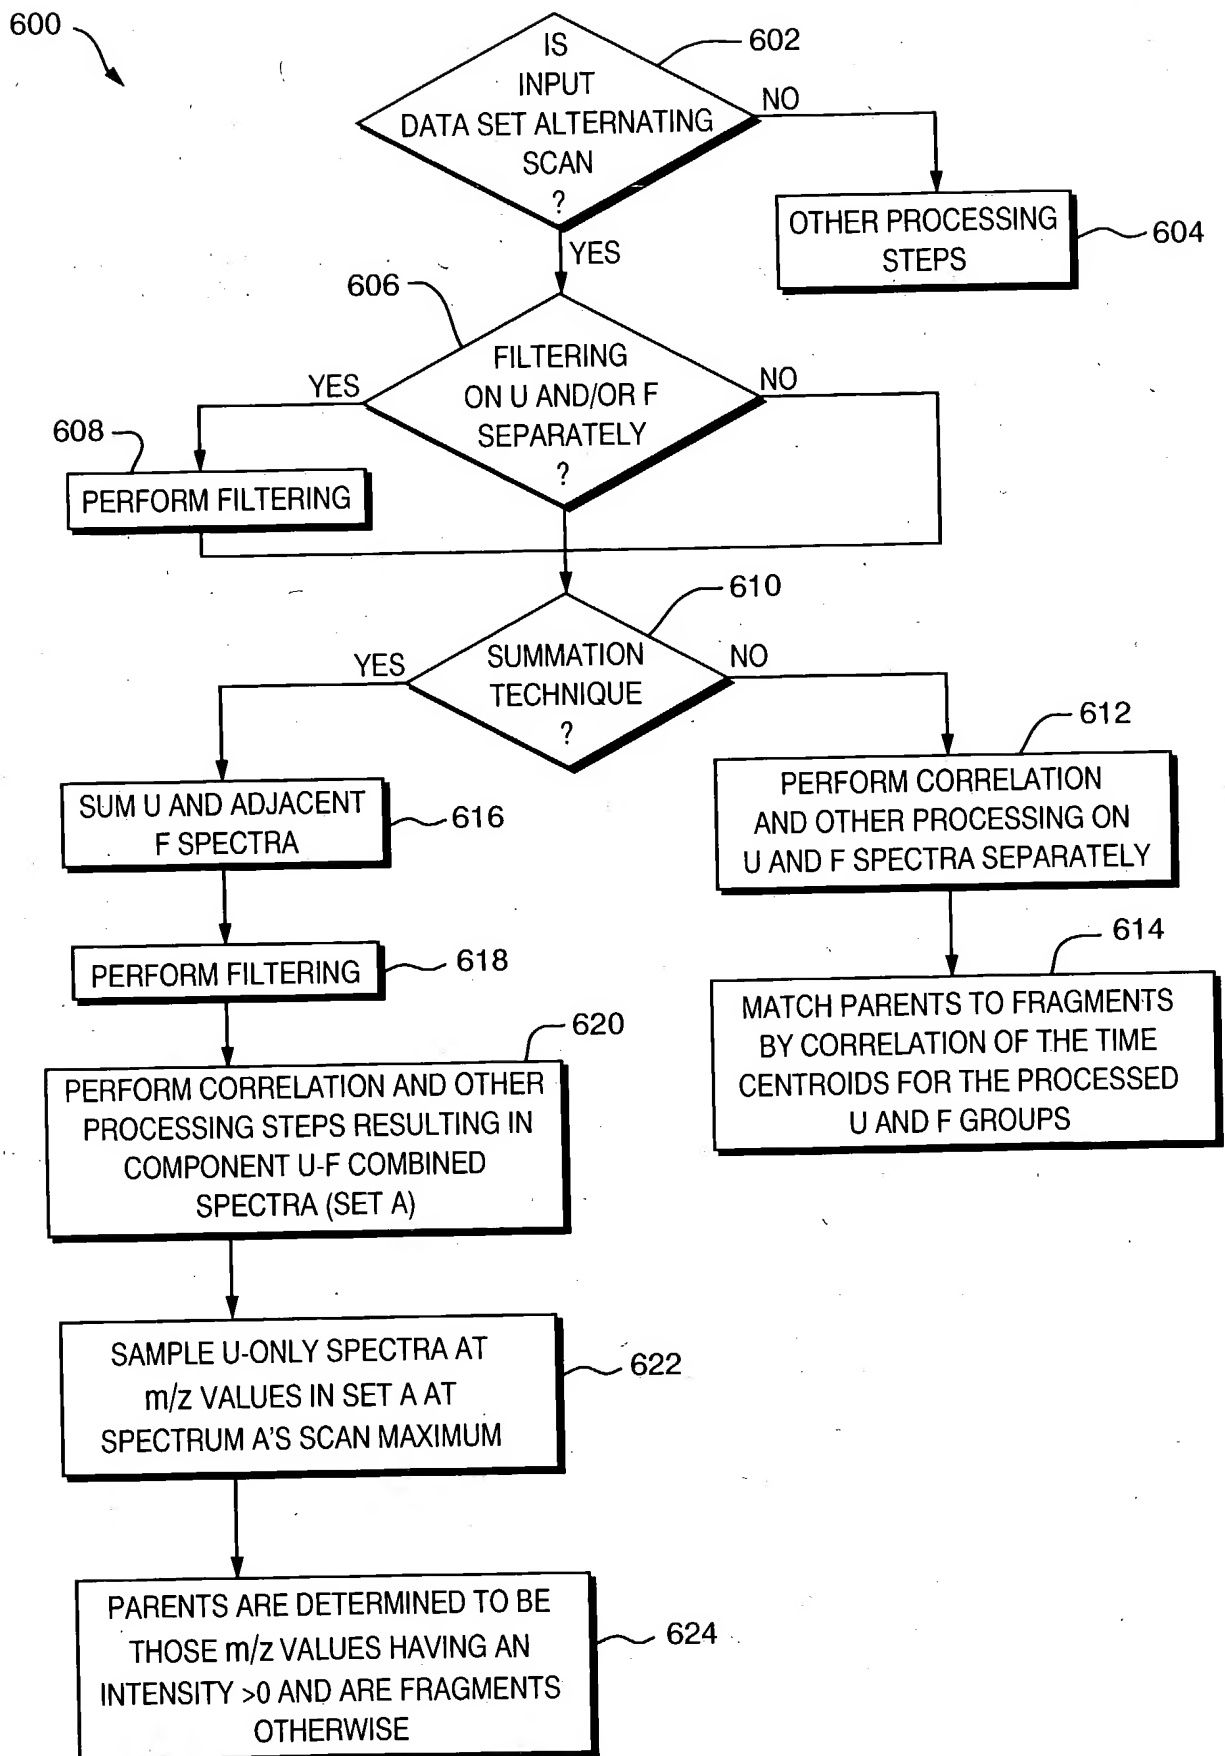 600
IS
INPUT
DATA SET ALTERNATING
SCAN
?
602
NO
YES
OTHER PROCESSING
STEPS
604
606
FILTERING
ON U AND/OR F
SEPARATELY
?
YES
NO
608
PERFORM FILTERING
610
SUMMATION
TECHNIQUE
?
YES
NO
612
PERFORM CORRELATION
AND OTHER PROCESSING ON
U AND F SPECTRA SEPARATELY
614
MATCH PARENTS TO FRAGMENTS
BY CORRELATION OF THE TIME
CENTROIDS FOR THE PROCESSED
U AND F GROUPS
SUM U AND ADJACENT
F SPECTRA
616
PERFORM FILTERING
618
620
PERFORM CORRELATION AND OTHER
PROCESSING STEPS RESULTING IN
COMPONENT U-F COMBINED
SPECTRA (SET A)
SAMPLE U-ONLY SPECTRA AT
m/z VALUES IN SET A AT
SPECTRUM A'S SCAN MAXIMUM
622
PARENTS ARE DETERMINED TO BE
THOSE m/z VALUES HAVING AN
INTENSITY >0 AND ARE FRAGMENTS
OTHERWISE
624